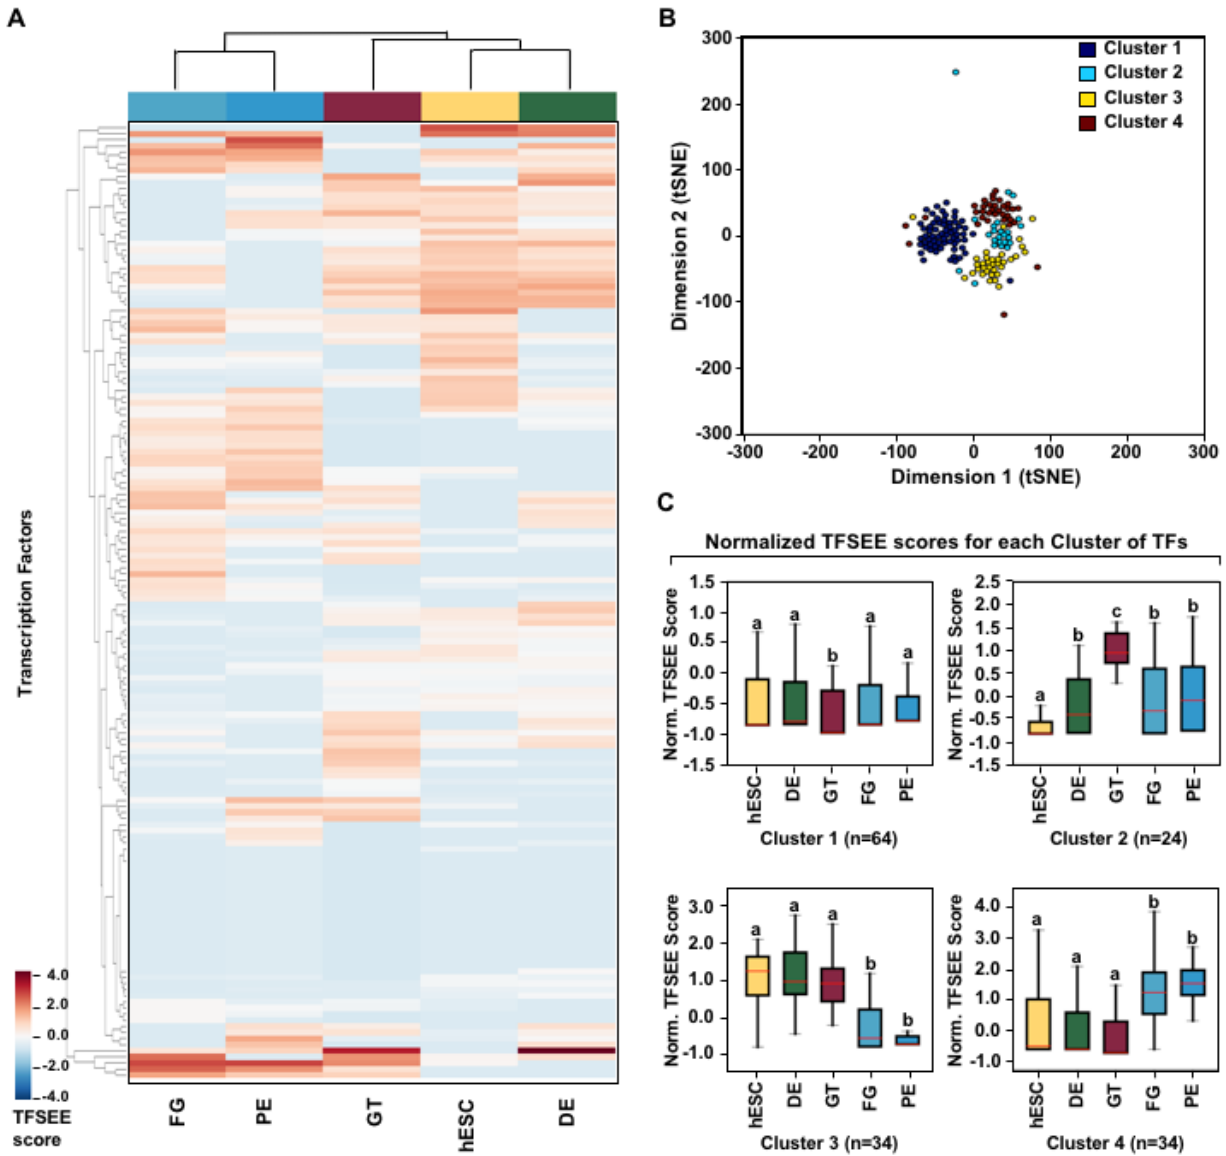 A
Transcription Factors
4.0
2.0
0.0
-2.0
-4.0
TFSEE
score
FG
PE
GT
hESC
DE
B
300
200
100
0
-100
-200
-300
Dimension 2 (tSNE)
-300
-200
-100
0
100
200
300
Dimension 1 (tSNE)
Cluster 1
Cluster 2
Cluster 3
Cluster 4
C
Normalized TFSEE scores for each Cluster of TFs
Norm. TFSEE Score
1.5
1.0
0.5
0.0
-0.5
-1.0
-1.5
a
a
b
a
a
hESC
DE
GT
FG
PE
Cluster 1 (n=64)
Norm. TFSEE Score
2.5
2.0
1.5
1.0
0.5
0.0
-0.5
-1.0
-1.5
a
b
c
b
b
hESC
DE
GT
FG
PE
Cluster 2 (n=24)
Norm. TFSEE Score
3.0
2.0
1.0
0.0
-1.0
a
a
a
b
b
hESC
DE
GT
FG
PE
Cluster 3 (n=34)
Norm. TFSEE Score
4.0
3.0
2.0
1.0
0.0
-1.0
a
a
a
b
b
hESC
DE
GT
FG
PE
Cluster 4 (n=34)